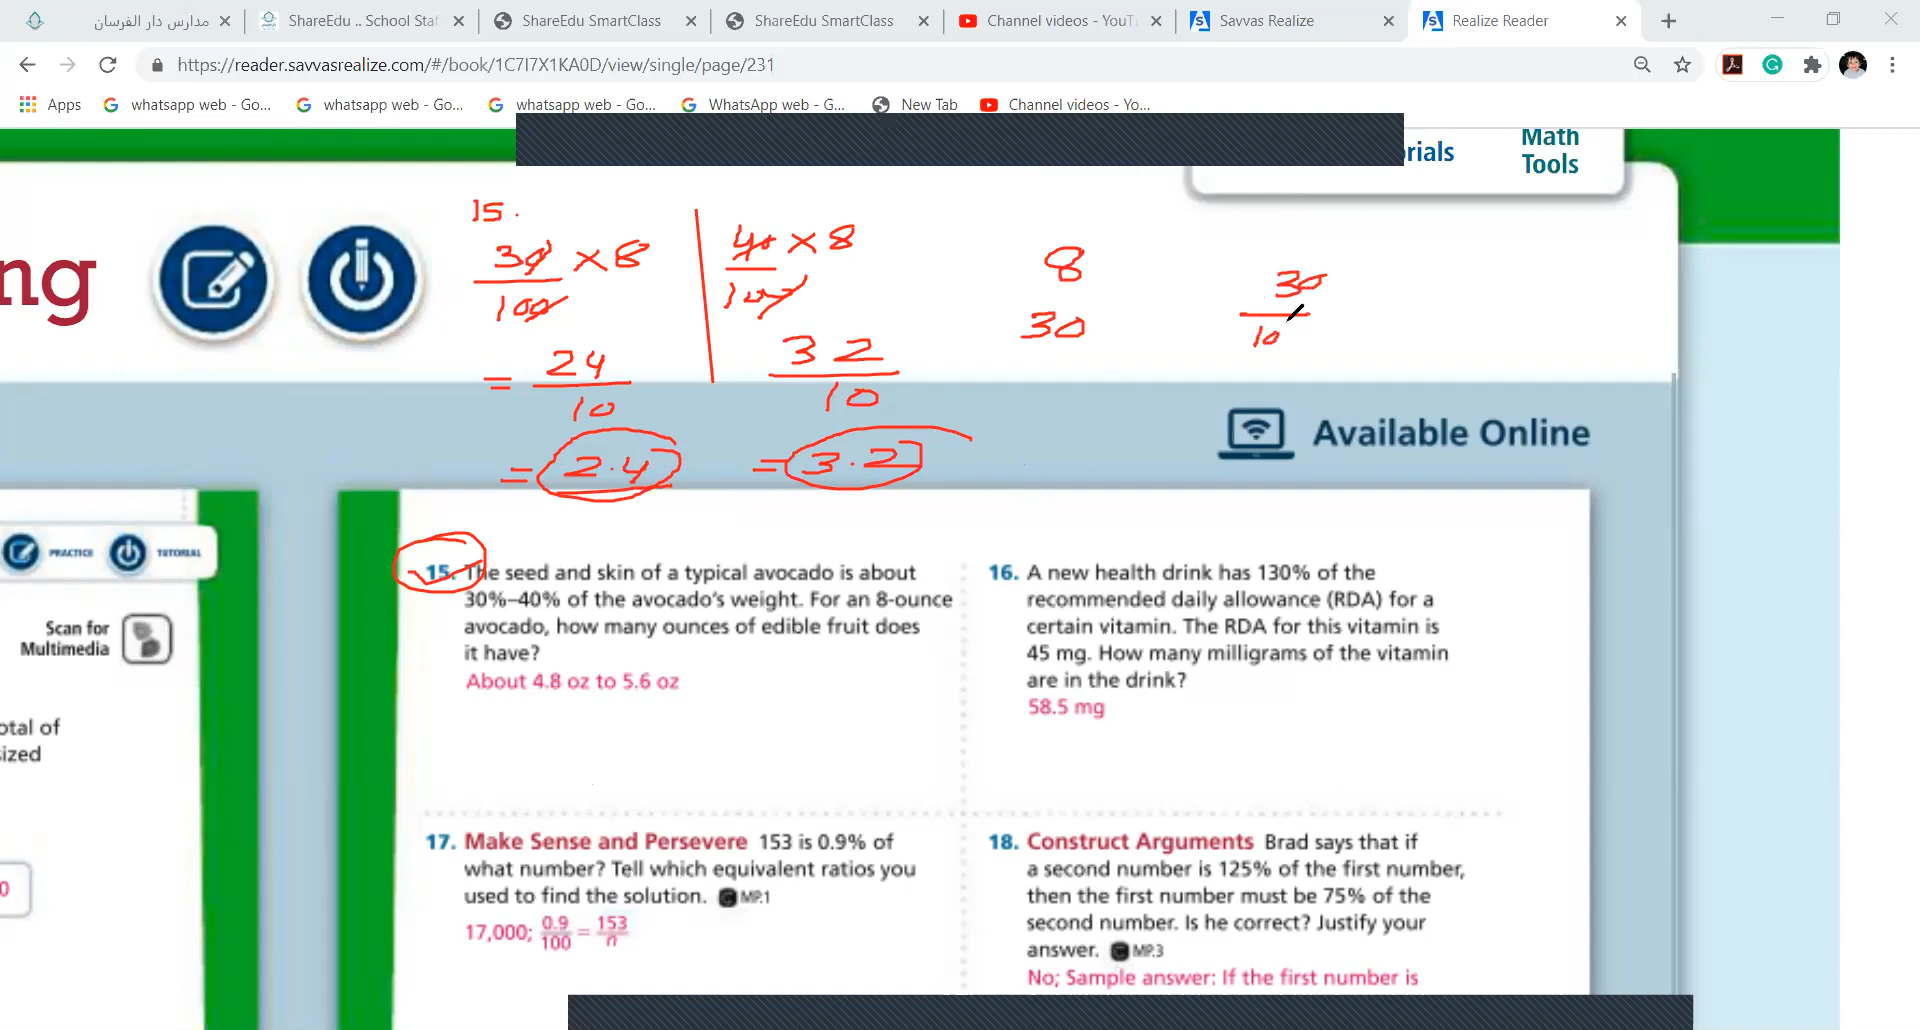 مدارس دار الفرسان
ShareEdu .. School Staf
ShareEdu SmartClass
ShareEdu SmartClass
Channel videos - YouTu
Savvas Realize
Realize Reader
https://reader.savvasrealize.com/#/book/1C7I7X1KA0D/view/single/page/231
Apps
whatsapp web - Go...
whatsapp web - Go...
whatsapp web - Go...
WhatsApp web - G...
New Tab
Channel videos - Yo...
orials
Math
Tools
ng
15.
30/100 × 8
= 24/10
= 2.4
40/100 × 8
32/10
= 3.2
8
30
30/10
Available Online
PRACTICE
TUTORIAL
Scan for
Multimedia
otal of
ized
0
15. The seed and skin of a typical avocado is about
30%–40% of the avocado's weight. For an 8-ounce
avocado, how many ounces of edible fruit does
it have?
About 4.8 oz to 5.6 oz
16. A new health drink has 130% of the
recommended daily allowance (RDA) for a
certain vitamin. The RDA for this vitamin is
45 mg. How many milligrams of the vitamin
are in the drink?
58.5 mg
17. Make Sense and Persevere 153 is 0.9% of
what number? Tell which equivalent ratios you
used to find the solution. MP.1
17,000; 0.9/100 = 153/n
18. Construct Arguments Brad says that if
a second number is 125% of the first number,
then the first number must be 75% of the
second number. Is he correct? Justify your
answer. MP.3
No; Sample answer: If the first number is